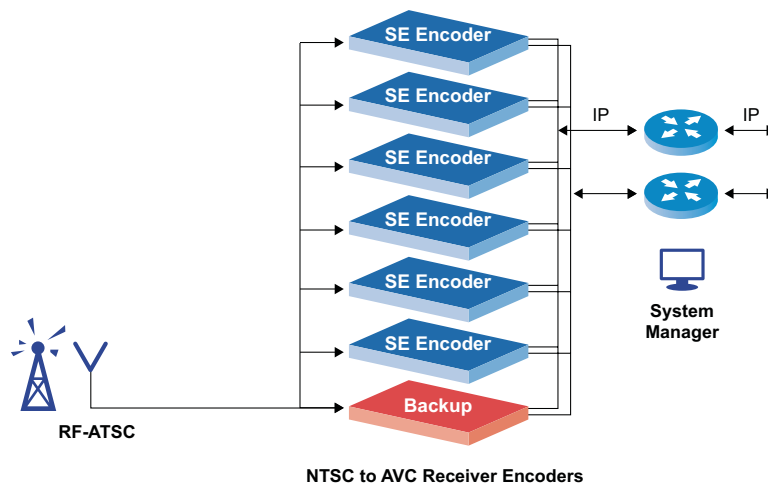 SE Encoder
SE Encoder
IP
IP
SE Encoder
SE Encoder
SE Encoder
System
Manager
SE Encoder
Backup
RF-ATSC
NTSC to AVC Receiver Encoders